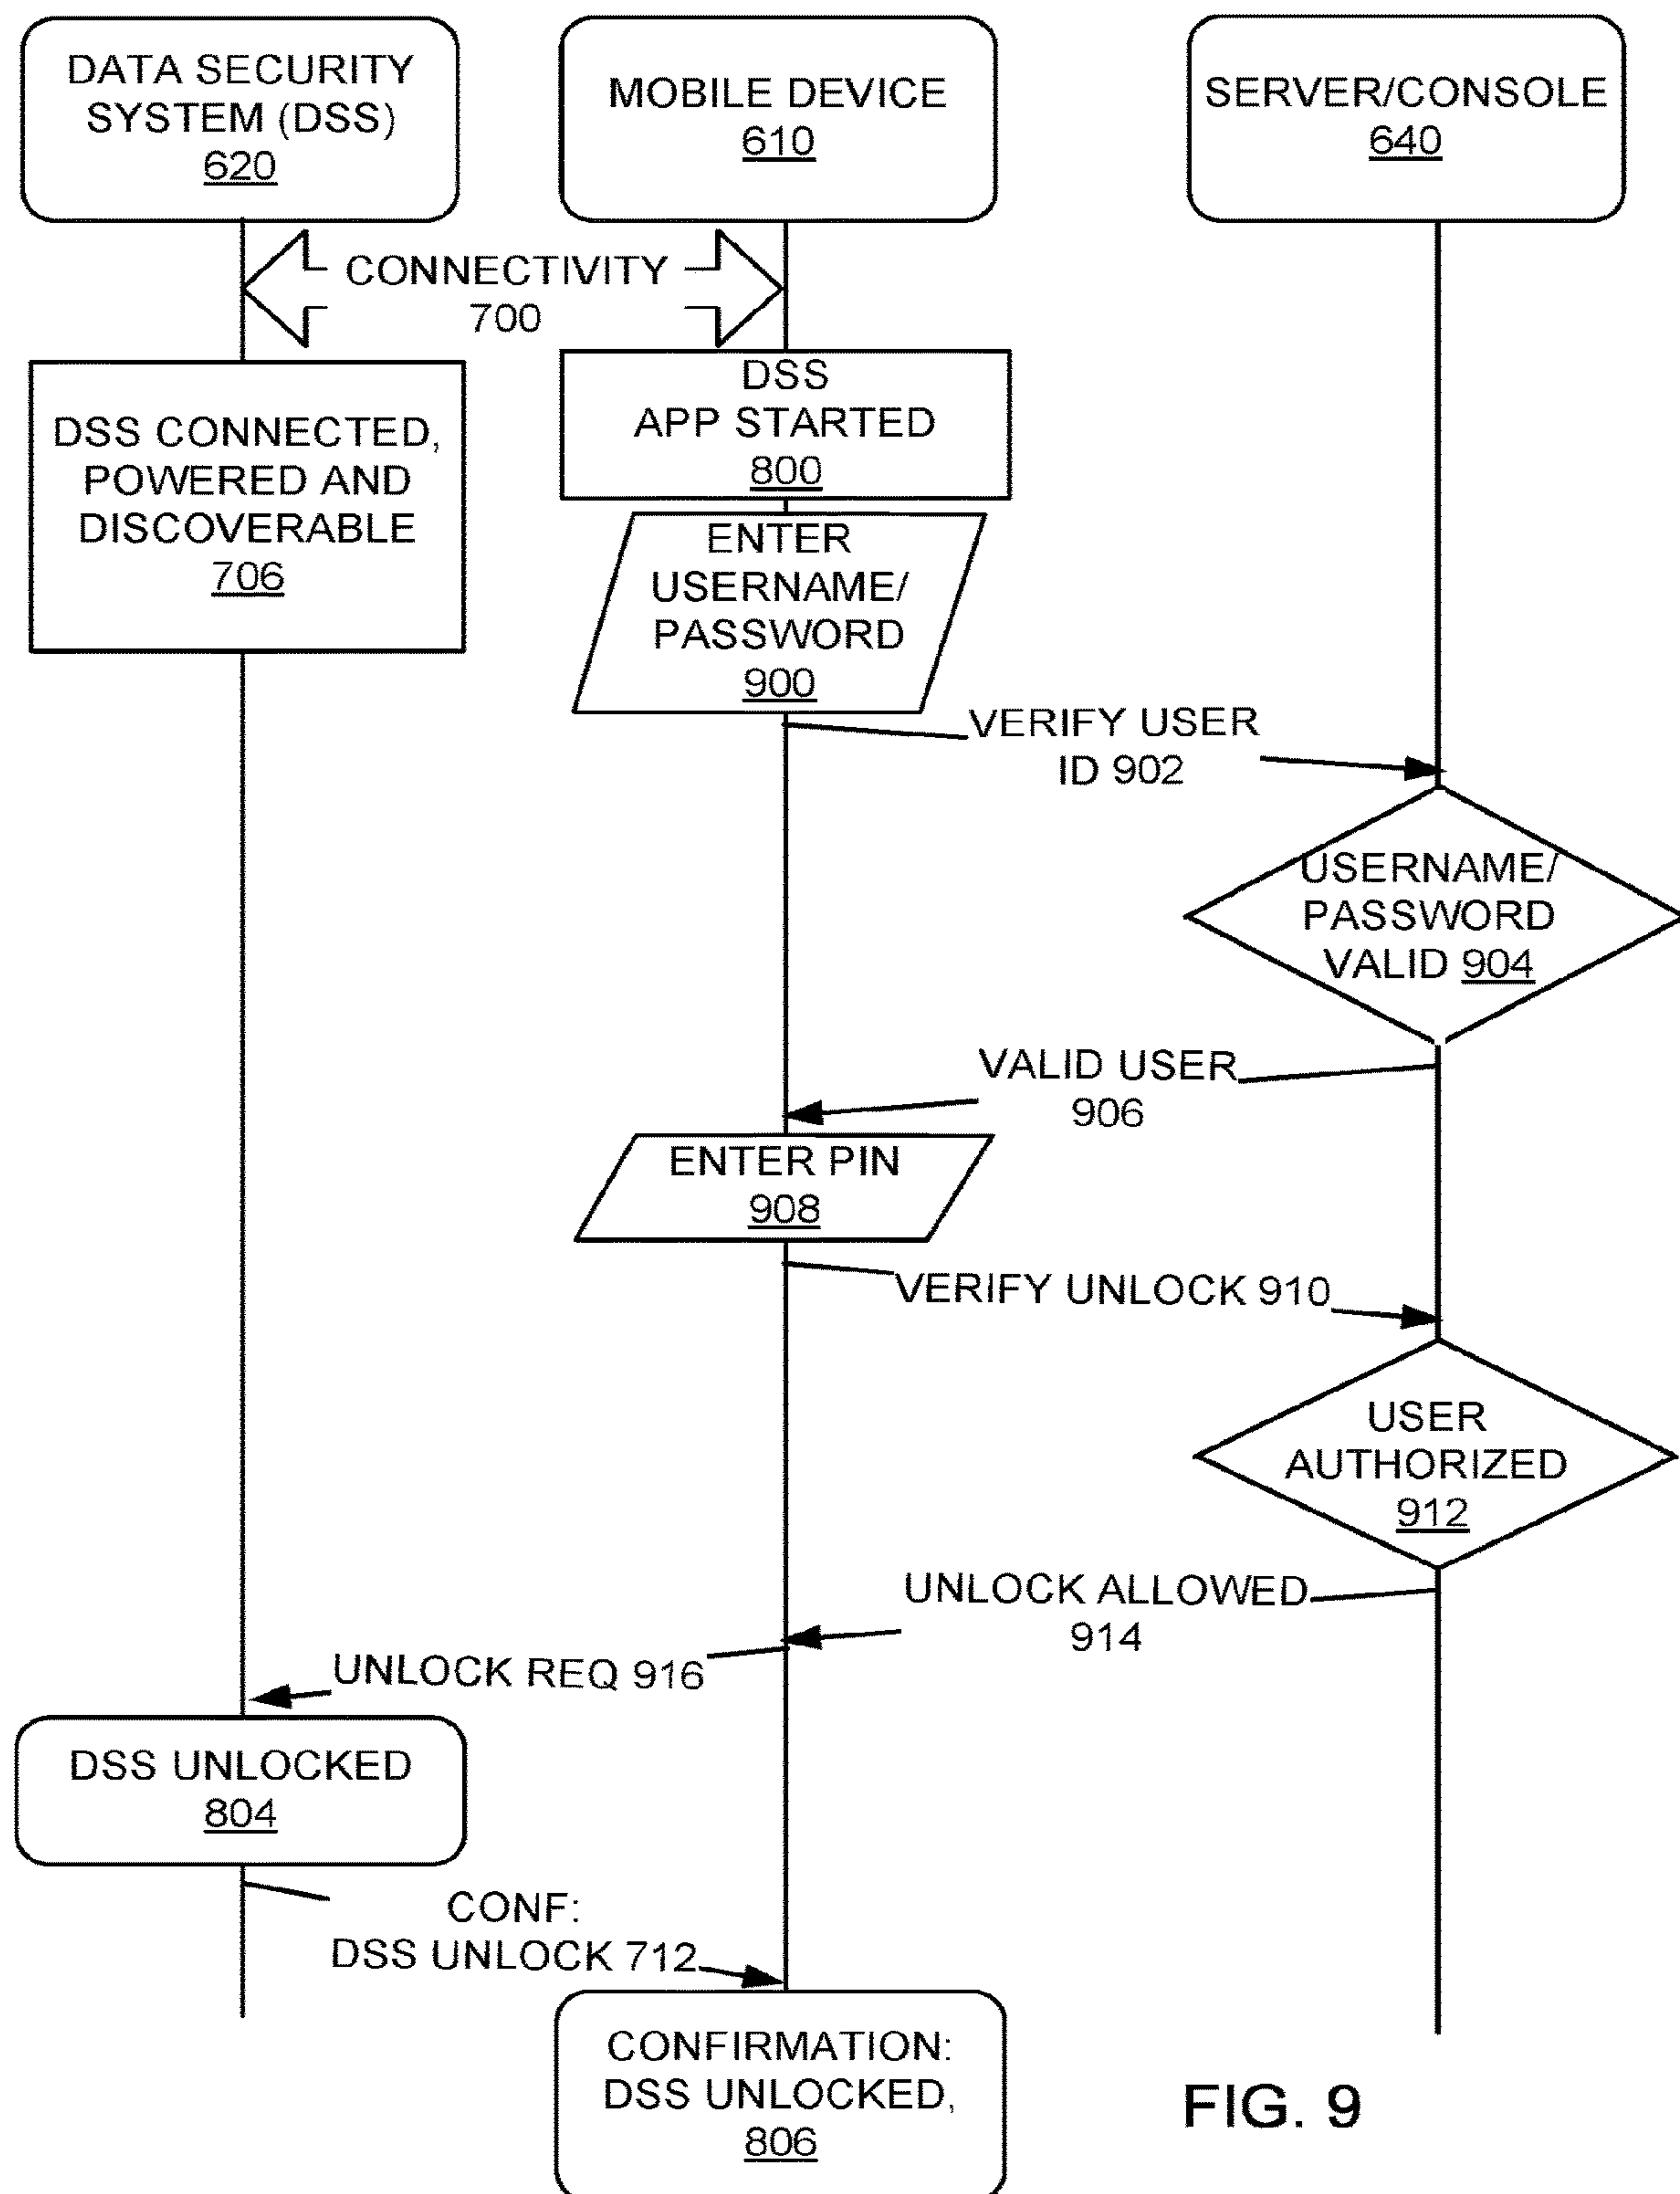 DATA SECURITY
SYSTEM (DSS)
620
MOBILE DEVICE
610
SERVER/CONSOLE
640
CONNECTIVITY
700
DSS CONNECTED,
POWERED AND
DISCOVERABLE
706
DSS
APP STARTED
800
ENTER
USERNAME/
PASSWORD
900
VERIFY USER
ID 902
USERNAME/
PASSWORD
VALID 904
VALID USER
906
ENTER PIN
908
VERIFY UNLOCK 910
USER
AUTHORIZED
912
UNLOCK ALLOWED
914
UNLOCK REQ 916
DSS UNLOCKED
804
CONF:
DSS UNLOCK 712
CONFIRMATION:
DSS UNLOCKED,
806
FIG. 9